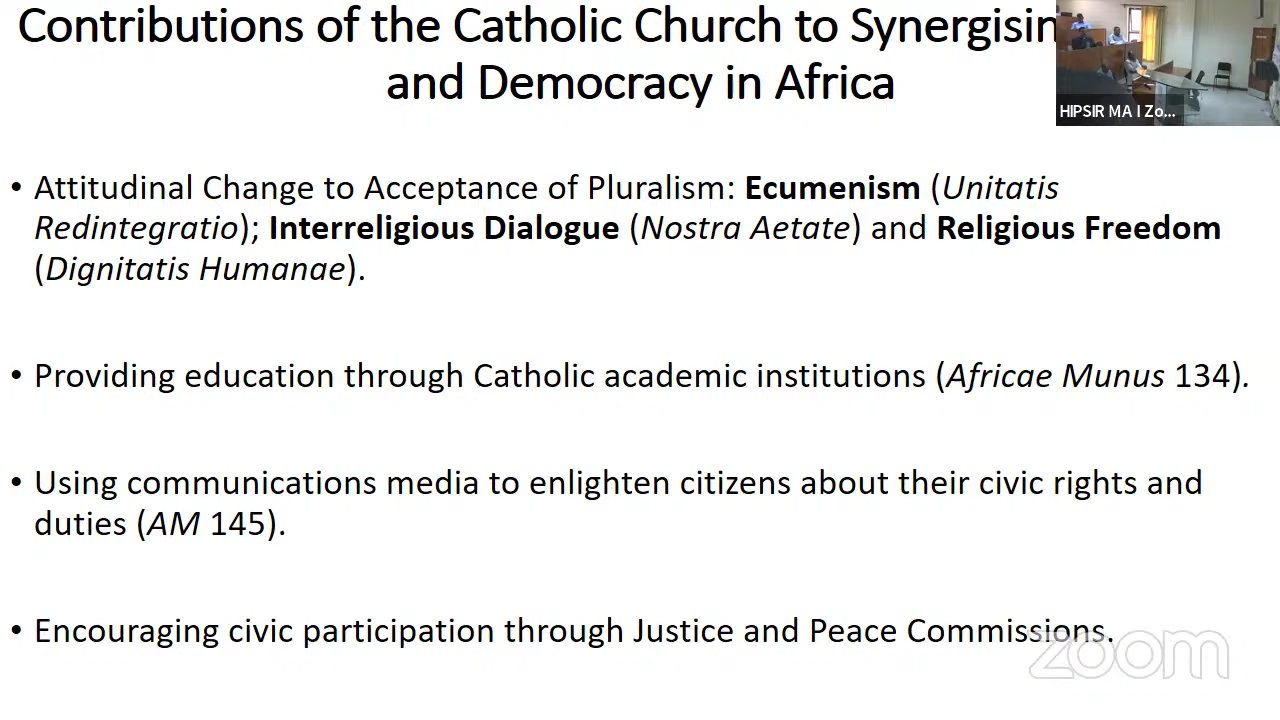 Contributions of the Catholic Church to Synergisin
and Democracy in Africa
HIPSIR MA I Zo...
• Attitudinal Change to Acceptance of Pluralism: Ecumenism (Unitatis
Redintegratio); Interreligious Dialogue (Nostra Aetate) and Religious Freedom
(Dignitatis Humanae).
• Providing education through Catholic academic institutions (Africae Munus 134).
• Using communications media to enlighten citizens about their civic rights and
duties (AM 145).
• Encouraging civic participation through Justice and Peace Commissions.
zoom